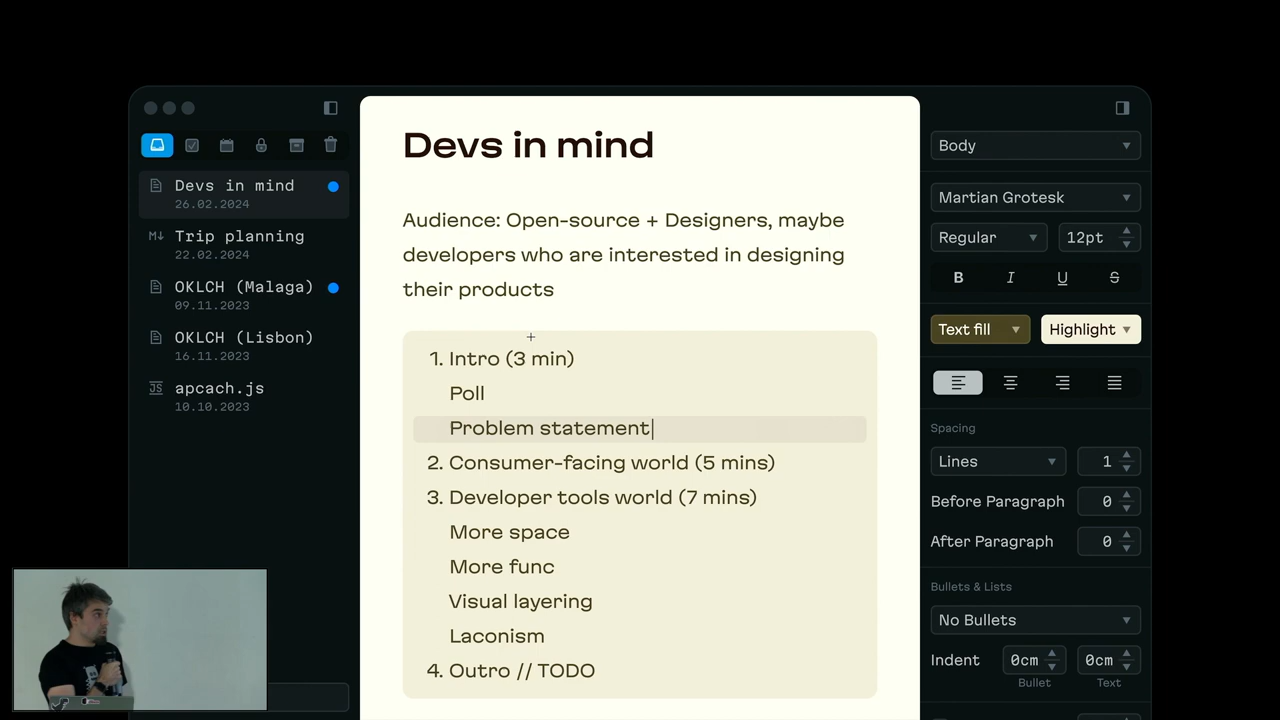 Devs in mind
26.02.2024
M↓ Trip planning
22.02.2024
OKLCH (Malaga)
09.11.2023
OKLCH (Lisbon)
16.11.2023
JS apcach.js
10.10.2023
Devs in mind
Audience: Open-source + Designers, maybe
developers who are interested in designing
their products
1. Intro (3 min)
Poll
Problem statement
2. Consumer-facing world (5 mins)
3. Developer tools world (7 mins)
More space
More func
Visual layering
Laconism
4. Outro // TODO
Body
Martian Grotesk
Regular 12pt
B I U S
Text fill Highlight
Spacing
Lines 1
Before Paragraph 0
After Paragraph 0
Bullets & Lists
No Bullets
Indent 0cm 0cm
Bullet Text